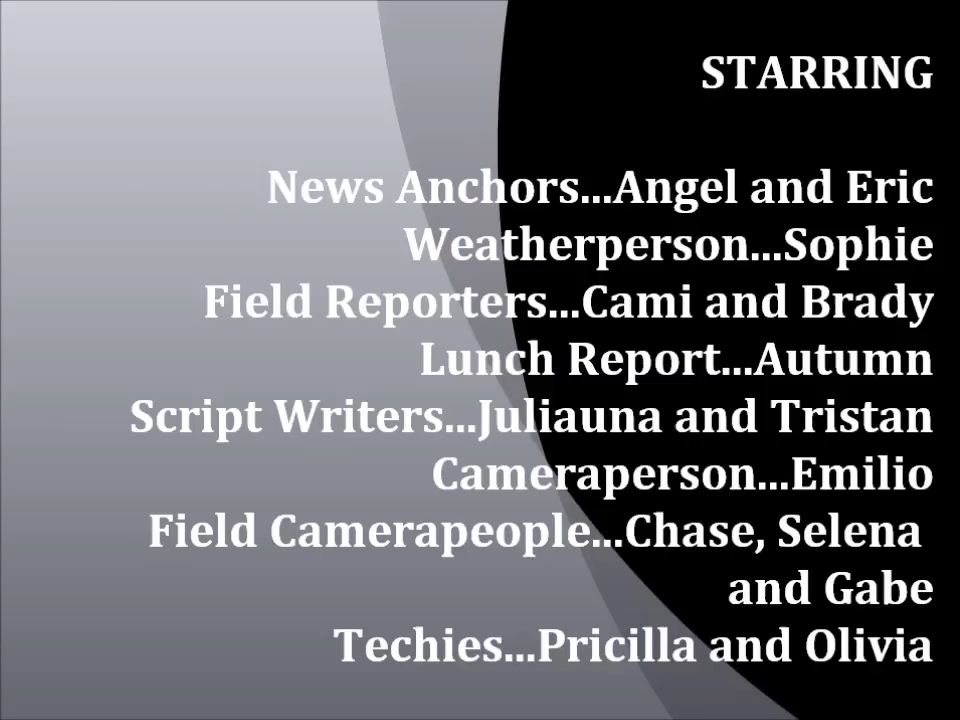 STARRING
News Anchors...Angel and Eric
Weatherperson...Sophie
Field Reporters...Cami and Brady
Lunch Report...Autumn
Script Writers...Juliauna and Tristan
Cameraperson...Emilio
Field Camerapeople...Chase, Selena
and Gabe
Techies...Pricilla and Olivia